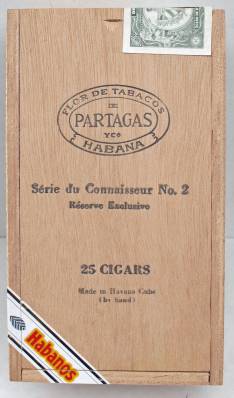 FLOR DE TABACOS
DE
PARTAGAS
Y Co
HABANA
Série du Connaisseur No. 2
Réserve Exclusive
25 CIGARS
Made in Havana Cuba
(by hand)
Habanos